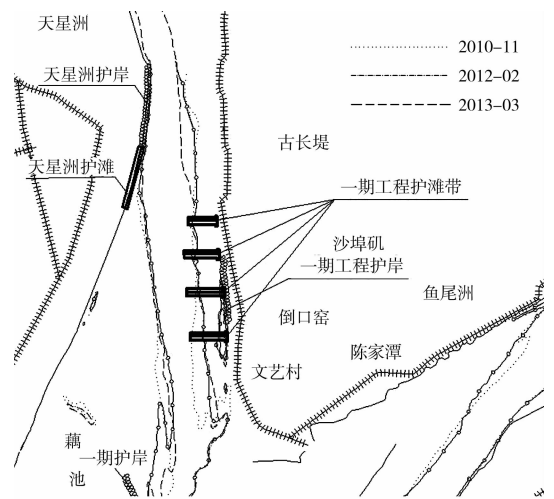 天星洲
2010-11
天星洲护岸
2012-02
2013-03
古长堤
天星洲护滩
一期工程护滩带
沙埠矶
一期工程护岸
鱼尾洲
倒口窑
陈家潭
文艺村
藕
池
一期护岸